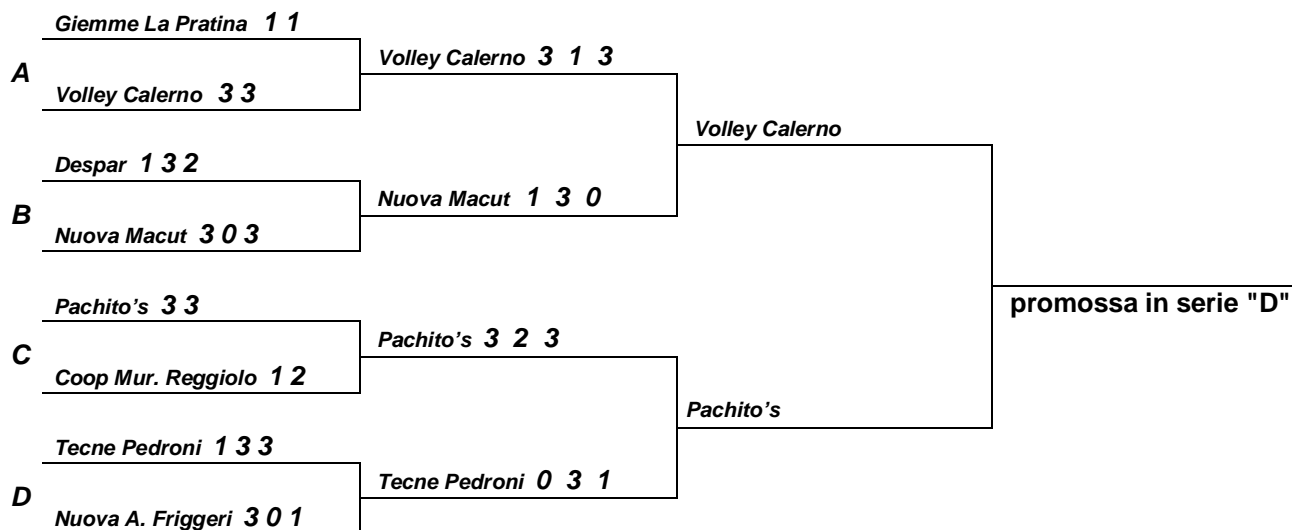 Giemme La Pratina 1 1
A
Volley Calerno 3 3
Volley Calerno 3 1 3
Despar 1 3 2
B
Nuova Macut 3 0 3
Nuova Macut 1 3 0
Volley Calerno
Pachito’s 3 3
C
Coop Mur. Reggiolo 1 2
Pachito’s 3 2 3
Tecne Pedroni 1 3 3
D
Nuova A. Friggeri 3 0 1
Tecne Pedroni 0 3 1
Pachito’s
promossa in serie "D"